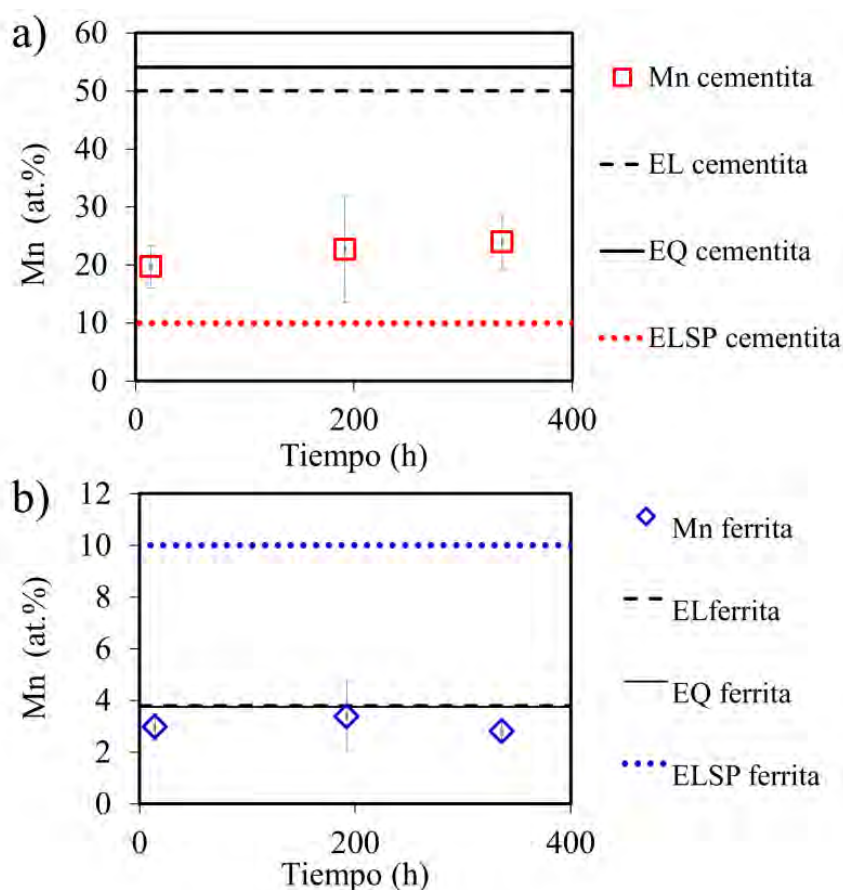 a)
60
50
40
30
20
10
0
Mn (at.%)
0 200 400
Tiempo (h)
Mn cementita
EL cementita
EQ cementita
ELSP cementita
b)
12
10
8
6
4
2
0
Mn (at.%)
0 200 400
Tiempo (h)
Mn ferrita
ELferrita
EQ ferrita
ELSP ferrita